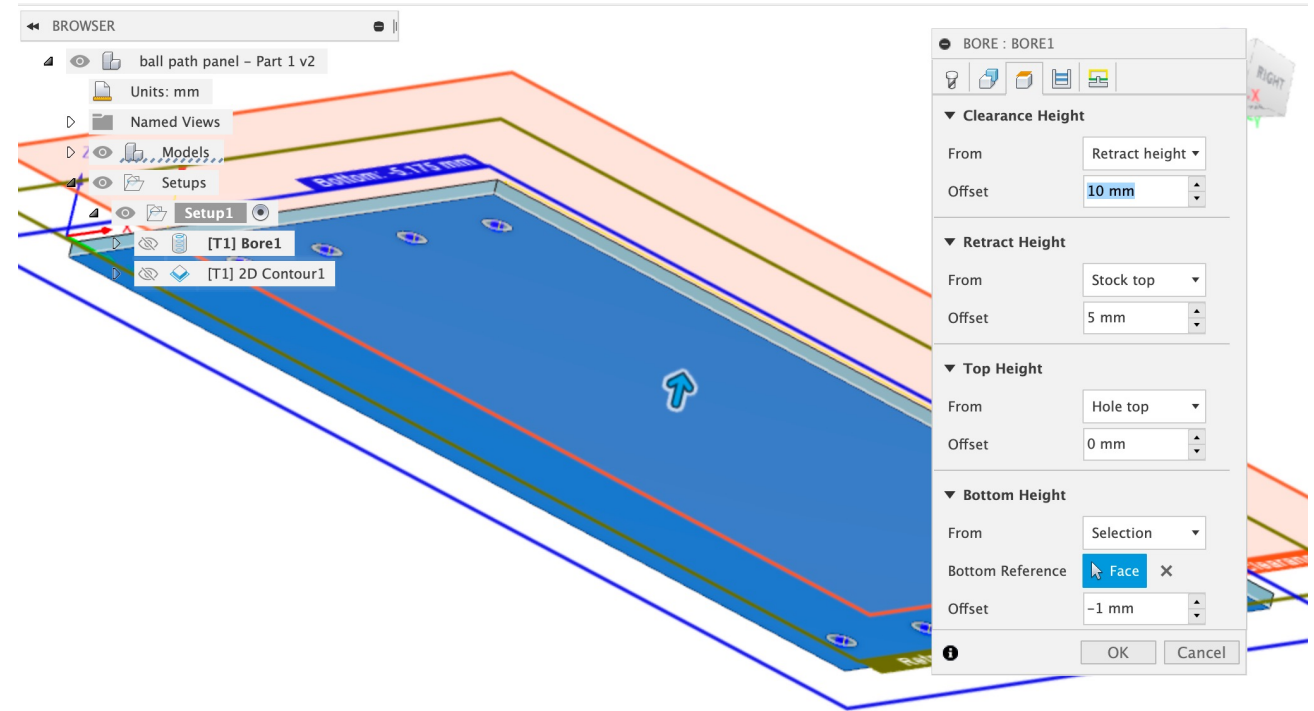 BROWSER
ball path panel – Part 1 v2
Units: mm
Named Views
Models
Setups
Setup1
[T1] Bore1
[T1] 2D Contour1
Bottom: -5.175 mm
Z
X
RIGHT
X
Y
BORE : BORE1
Clearance Height
From Retract height
Offset 10 mm
Retract Height
From Stock top
Offset 5 mm
Top Height
From Hole top
Offset 0 mm
Bottom Height
From Selection
Bottom Reference Face
Offset -1 mm
OK Cancel